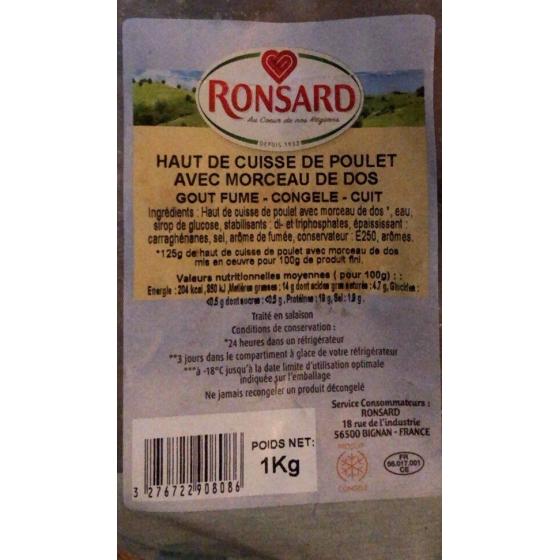 RONSARD
Au Coeur de nos Régions
DEPUIS 1952
HAUT DE CUISSE DE POULET
AVEC MORCEAU DE DOS
GOUT FUME - CONGELE - CUIT
Ingrédients : Haut de cuisse de poulet avec morceau de dos *, eau,
sirop de glucose, stabilisants : di- et triphosphates, épaississant :
carraghénanes, sel, arôme de fumée, conservateur : E250, arômes.
*125g de haut de cuisse de poulet avec morceau de dos
mis en oeuvre pour 100g de produit fini.
Valeurs nutritionnelles moyennes ( pour 100g) : :
Energie : 204 kcal, 850 kJ ,Matières grasses : 14 g dont acides gras saturés : 4.7 g, Glucides :
<0.5 g dont sucres : <0.5 g , Protéines : 19 g, Sel : 1.9 g .
Traité en salaison
Conditions de conservation :
*24 heures dans un réfrigérateur
**3 jours dans le compartiment à glace de votre réfrigérateur
***à -18°C jusqu'à la date limite d'utilisation optimale
indiquée sur l'emballage
Ne jamais recongeler un produit décongelé
Service Consommateurs :
RONSARD
18 rue de l'industrie
56500 BIGNAN - FRANCE
POIDS NET:
1Kg
PRODUIT
CONGELÉ
FR
56.017.001
CE
3 276722 908086